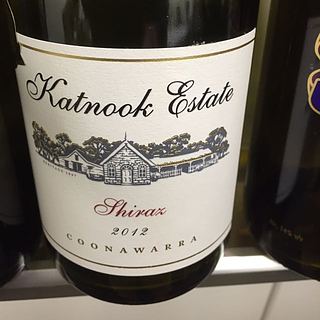 Katnook Estate
Shiraz
2012
COONAWARRA